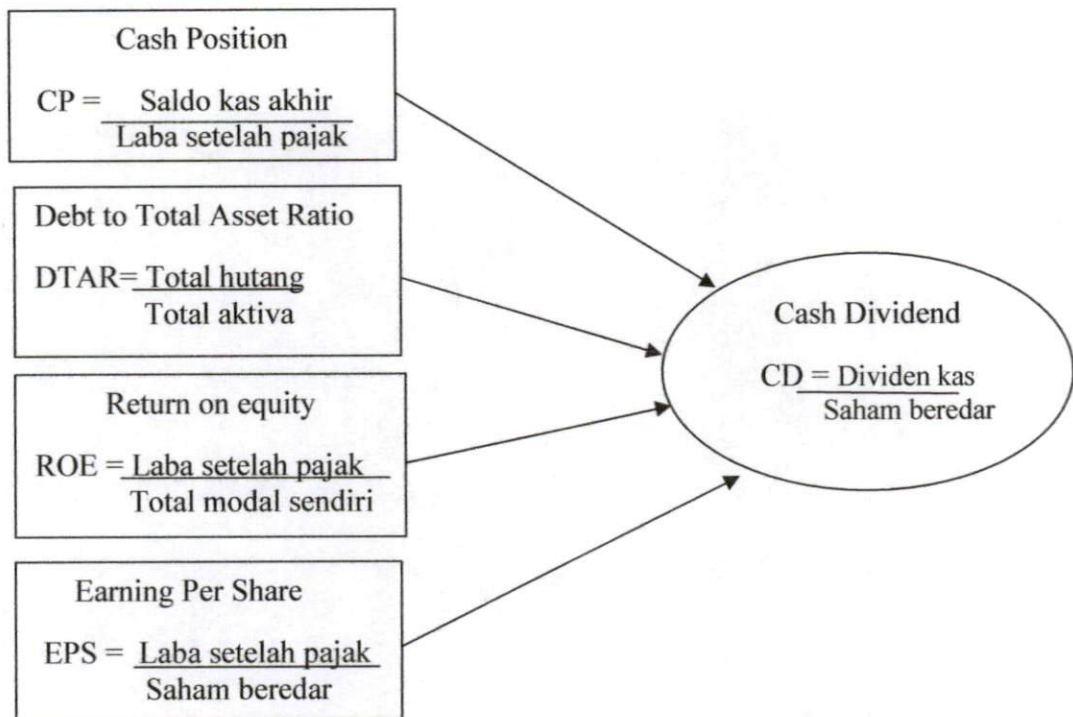 Cash Position
CP = Saldo kas akhir
Laba setelah pajak
Debt to Total Asset Ratio
DTAR= Total hutang
Total aktiva
Return on equity
ROE = Laba setelah pajak
Total modal sendiri
Earning Per Share
EPS = Laba setelah pajak
Saham beredar
Cash Dividend
CD = Dividen kas
Saham beredar